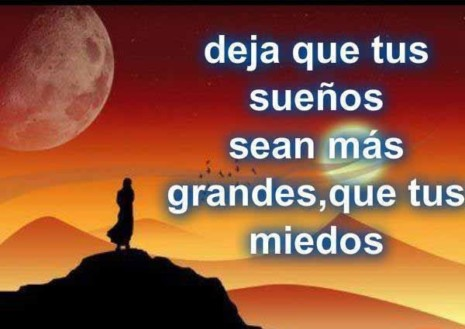 deja que tus
sueños
sean más
grandes,que tus
miedos